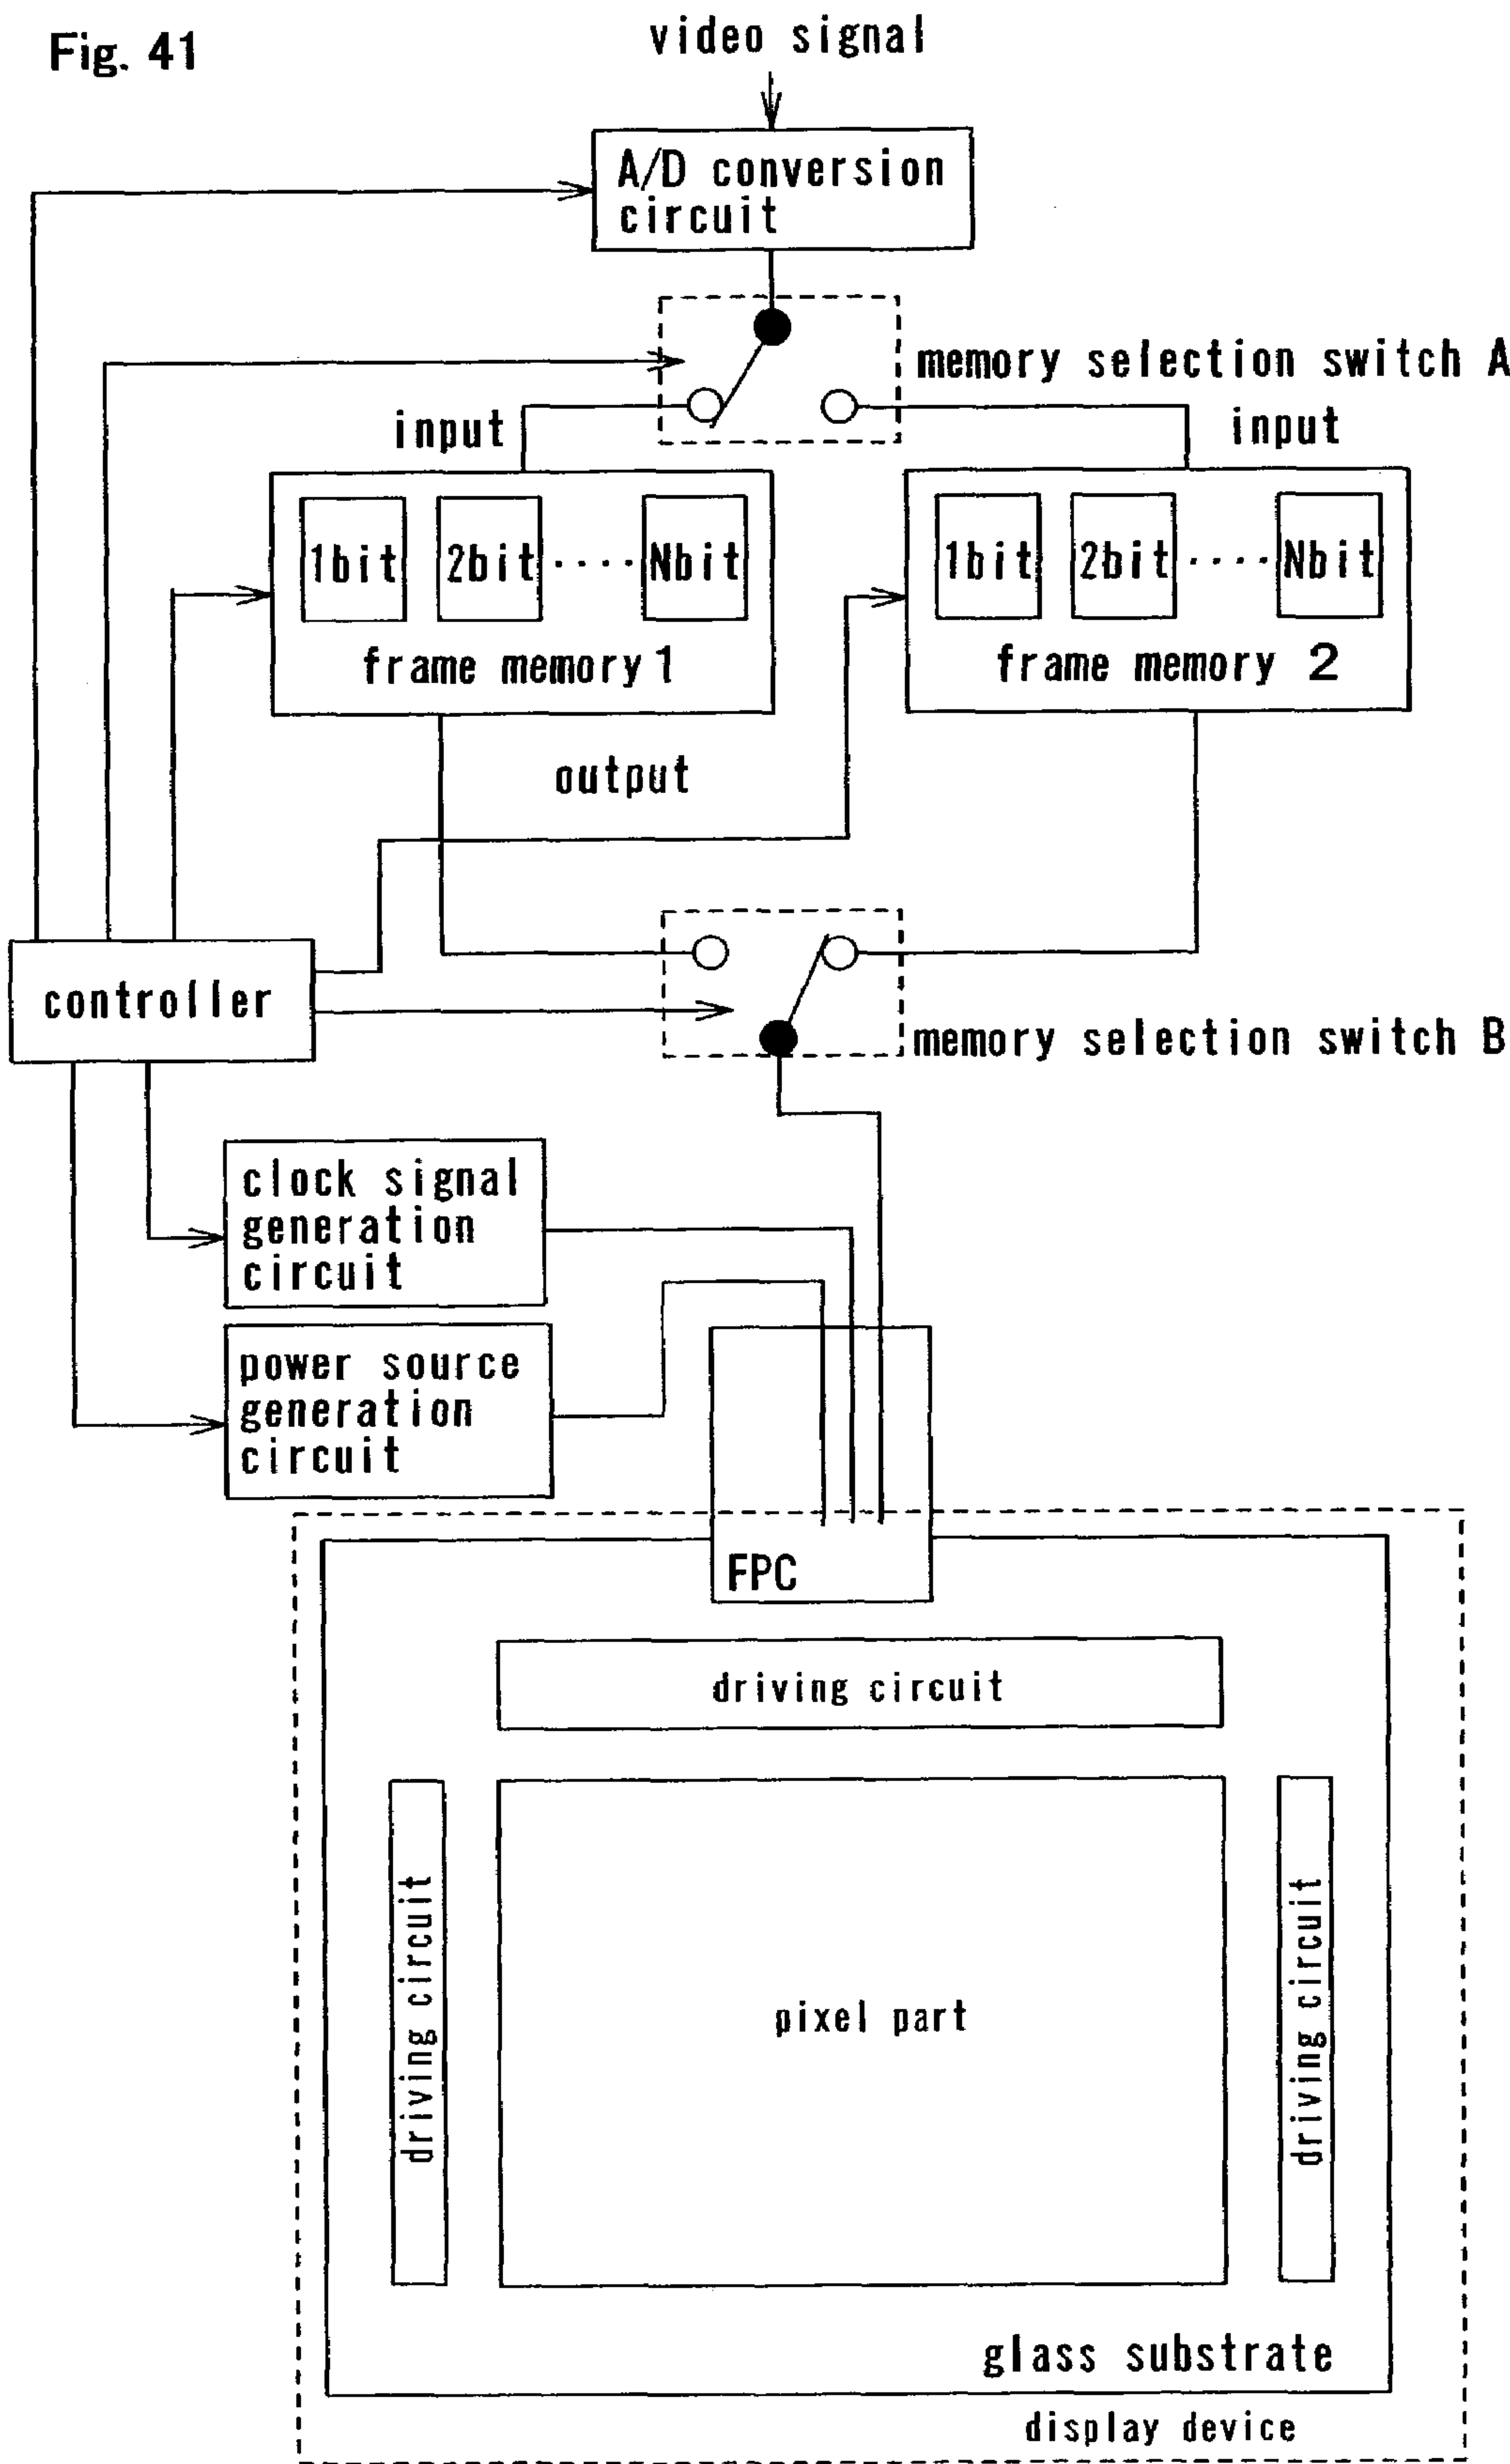 Fig. 41
video signal
A/D conversion
circuit
memory selection switch A
input
input
1bit
2bit
····
Nbit
frame memory 1
1bit
2bit
····
Nbit
frame memory 2
output
controller
memory selection switch B
clock signal
generation
circuit
power source
generation
circuit
FPC
driving circuit
driving circuit
pixel part
driving circuit
glass substrate
display device